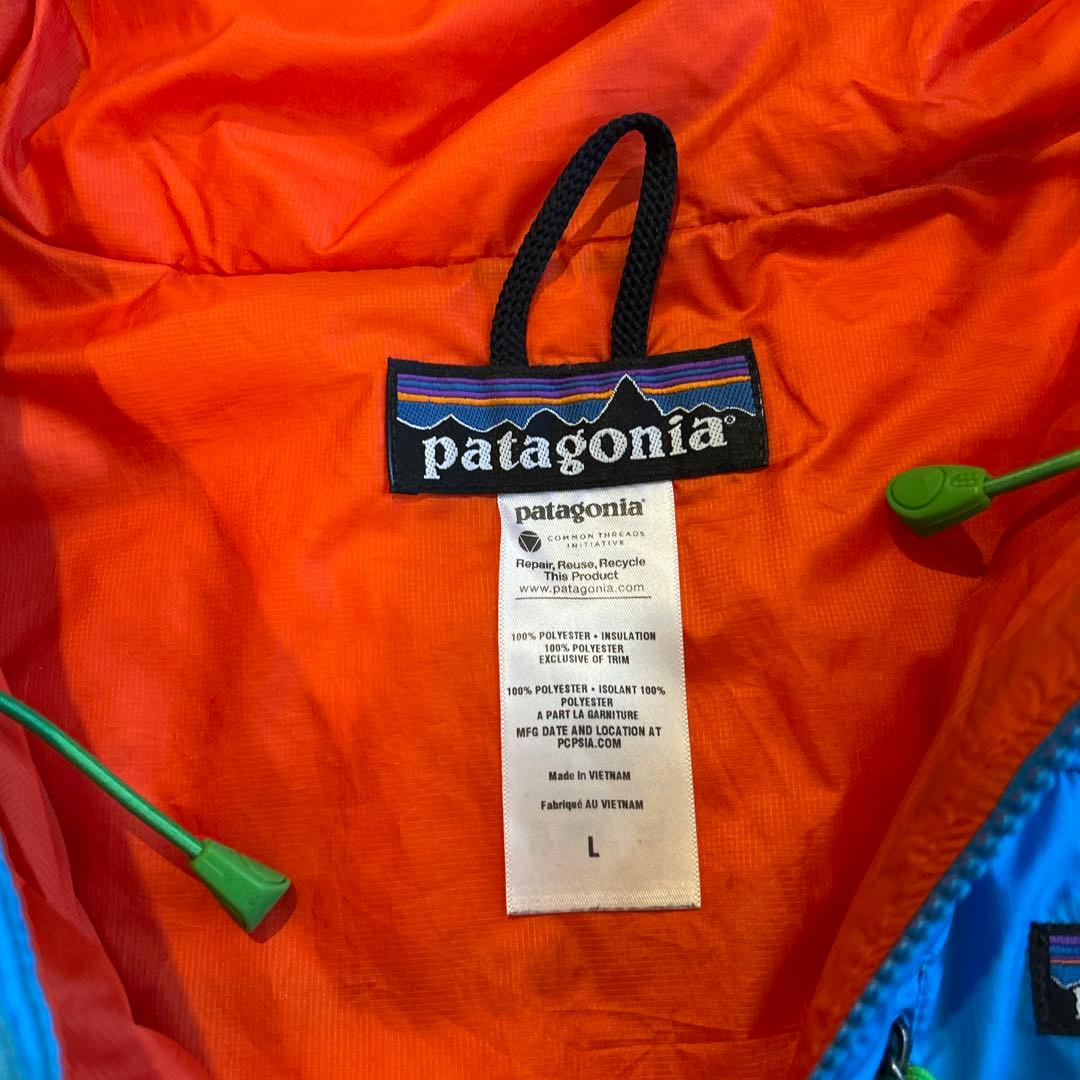 patagonia®
patagonia®
COMMON THREADS
INITIATIVE
Repair, Reuse, Recycle
This Product
www.patagonia.com
100% POLYESTER • INSULATION
100% POLYESTER
EXCLUSIVE OF TRIM
100% POLYESTER • ISOLANT 100%
POLYESTER
A PART LA GARNITURE
MFG DATE AND LOCATION AT
PCPSIA.COM
Made in VIETNAM
Fabriqué AU VIETNAM
L